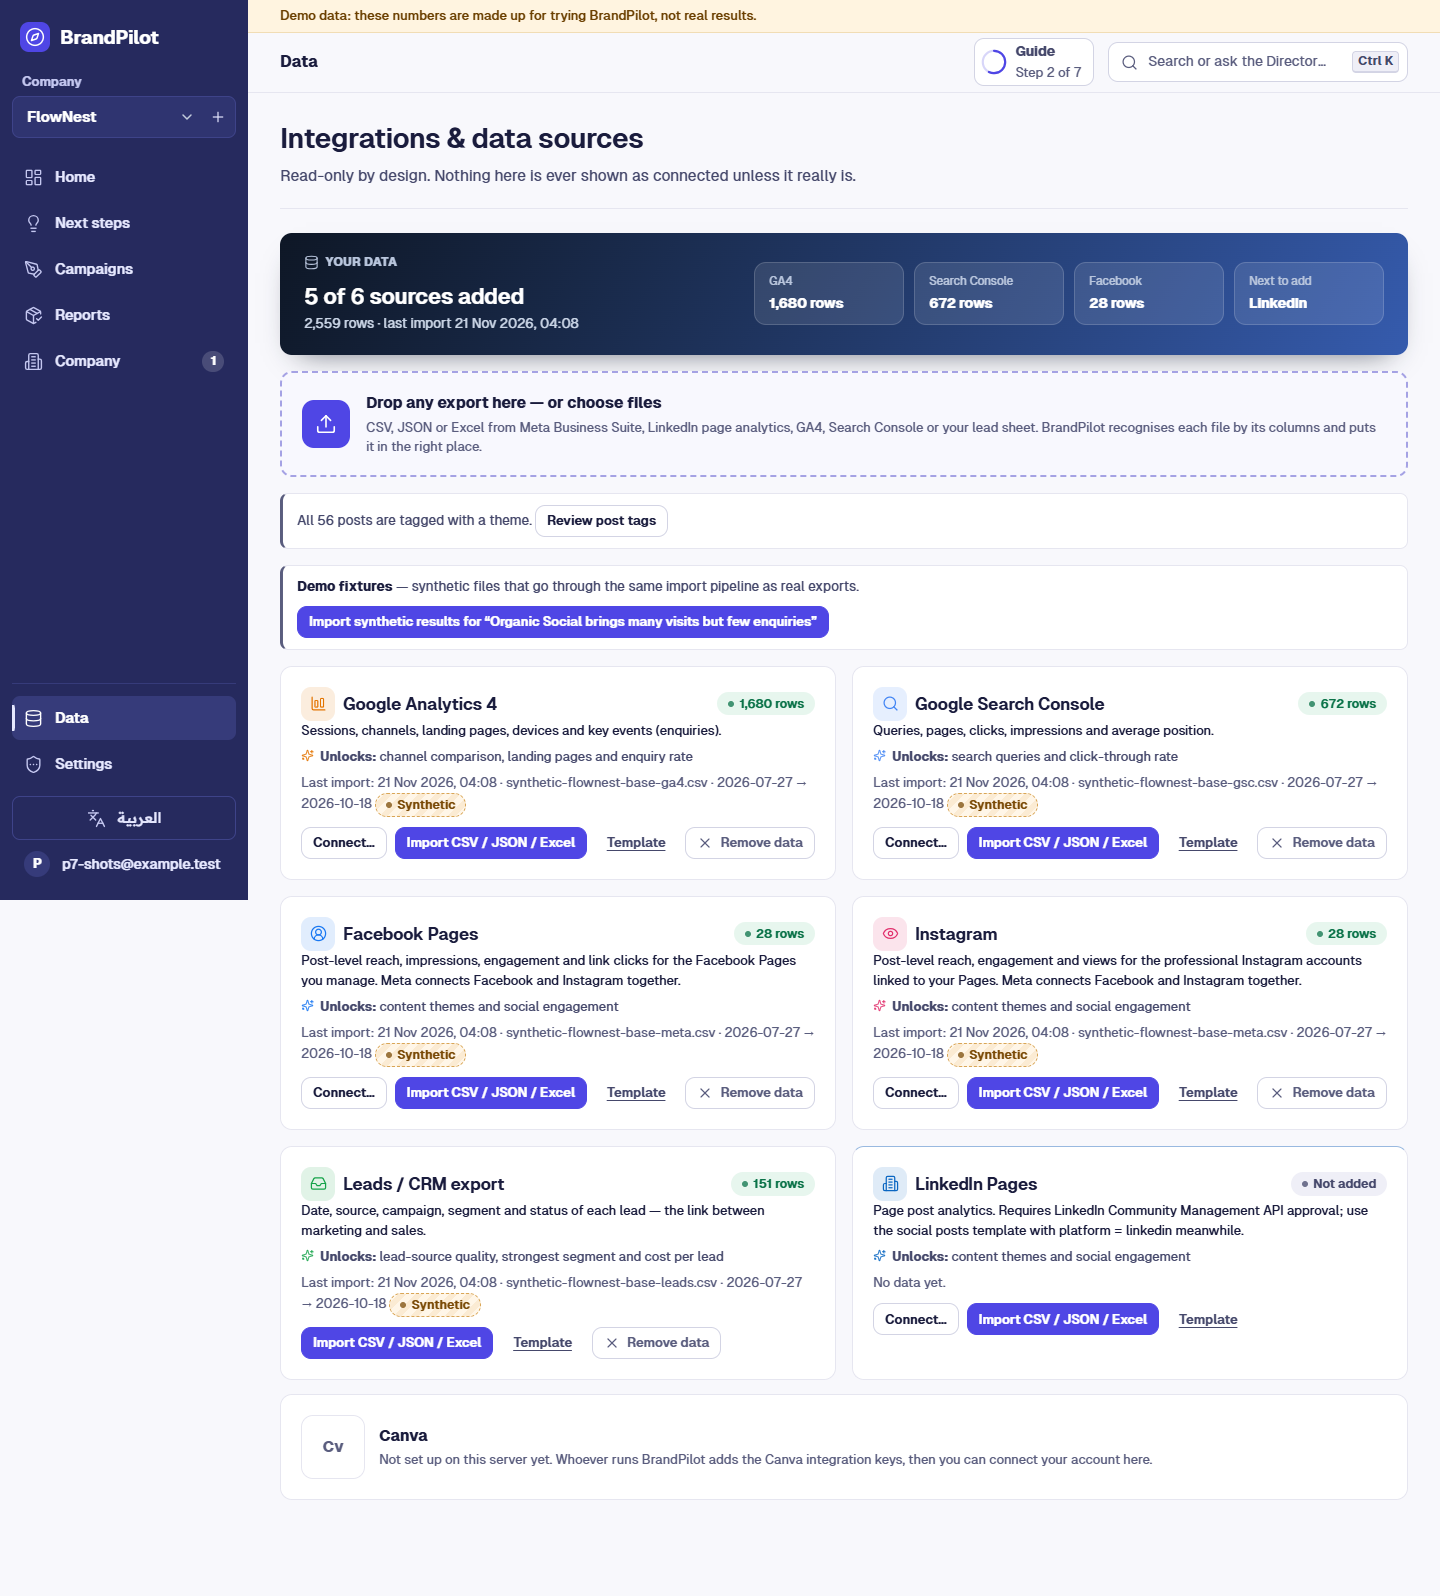 BrandPilot
Company
FlowNest
Home
Next steps
Campaigns
Reports
Company 1
Data
Settings
العربية
P p7-shots@example.test
Demo data: these numbers are made up for trying BrandPilot, not real results.
Data
Guide
Step 2 of 7
Search or ask the Director... Ctrl K
Integrations & data sources
Read-only by design. Nothing here is ever shown as connected unless it really is.
YOUR DATA
5 of 6 sources added
2,559 rows · last import 21 Nov 2026, 04:08
GA4
1,680 rows
Search Console
672 rows
Facebook
28 rows
Next to add
LinkedIn
Drop any export here — or choose files
CSV, JSON or Excel from Meta Business Suite, LinkedIn page analytics, GA4, Search Console or your lead sheet. BrandPilot recognises each file by its columns and puts
it in the right place.
All 56 posts are tagged with a theme. Review post tags
Demo fixtures — synthetic files that go through the same import pipeline as real exports.
Import synthetic results for “Organic Social brings many visits but few enquiries”
Google Analytics 4 1,680 rows
Sessions, channels, landing pages, devices and key events (enquiries).
Unlocks: channel comparison, landing pages and enquiry rate
Last import: 21 Nov 2026, 04:08 · synthetic-flownest-base-ga4.csv · 2026-07-27 →
2026-10-18 Synthetic
Connect... Import CSV / JSON / Excel Template Remove data
Google Search Console 672 rows
Queries, pages, clicks, impressions and average position.
Unlocks: search queries and click-through rate
Last import: 21 Nov 2026, 04:08 · synthetic-flownest-base-gsc.csv · 2026-07-27 →
2026-10-18 Synthetic
Connect... Import CSV / JSON / Excel Template Remove data
Facebook Pages 28 rows
Post-level reach, impressions, engagement and link clicks for the Facebook Pages
you manage. Meta connects Facebook and Instagram together.
Unlocks: content themes and social engagement
Last import: 21 Nov 2026, 04:08 · synthetic-flownest-base-meta.csv · 2026-07-27 →
2026-10-18 Synthetic
Connect... Import CSV / JSON / Excel Template Remove data
Instagram 28 rows
Post-level reach, engagement and views for the professional Instagram accounts
linked to your Pages. Meta connects Facebook and Instagram together.
Unlocks: content themes and social engagement
Last import: 21 Nov 2026, 04:08 · synthetic-flownest-base-meta.csv · 2026-07-27 →
2026-10-18 Synthetic
Connect... Import CSV / JSON / Excel Template Remove data
Leads / CRM export 151 rows
Date, source, campaign, segment and status of each lead — the link between
marketing and sales.
Unlocks: lead-source quality, strongest segment and cost per lead
Last import: 21 Nov 2026, 04:08 · synthetic-flownest-base-leads.csv · 2026-07-27
→ 2026-10-18 Synthetic
Import CSV / JSON / Excel Template Remove data
LinkedIn Pages Not added
Page post analytics. Requires LinkedIn Community Management API approval; use
the social posts template with platform = linkedin meanwhile.
Unlocks: content themes and social engagement
No data yet.
Connect... Import CSV / JSON / Excel Template
Cv
Canva
Not set up on this server yet. Whoever runs BrandPilot adds the Canva integration keys, then you can connect your account here.